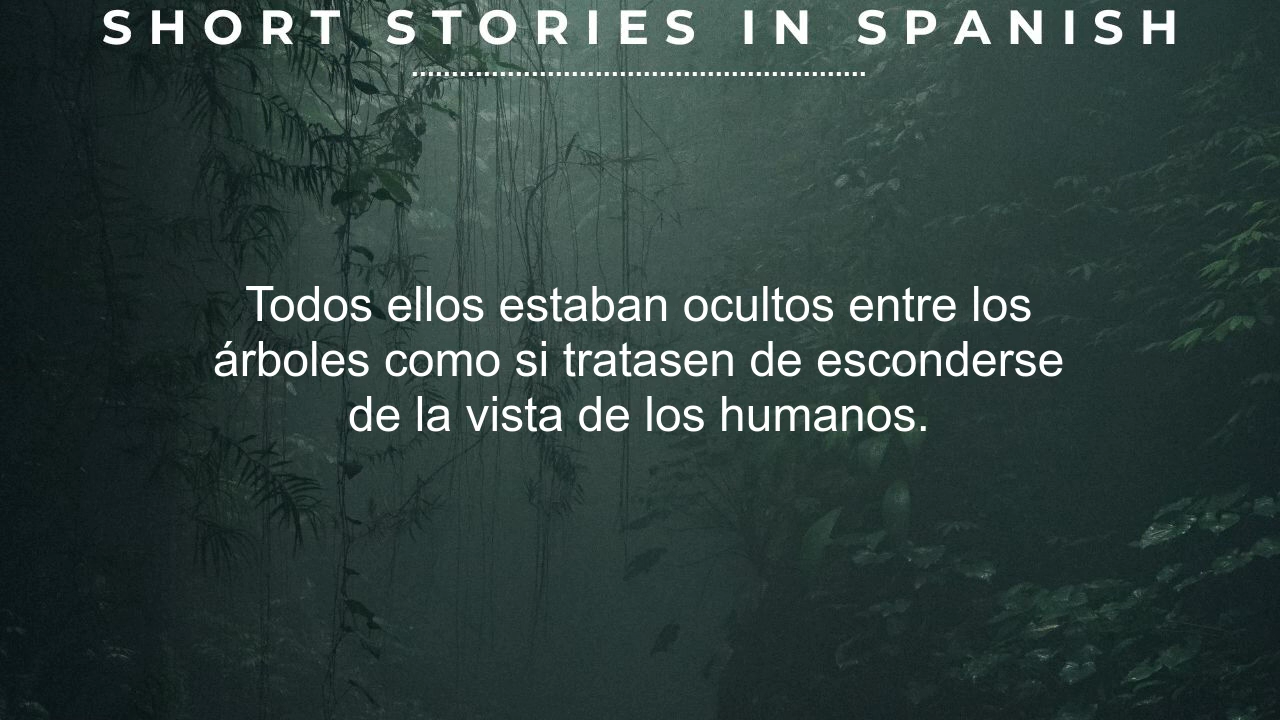 SHORT STORIES IN SPANISH
Todos ellos estaban ocultos entre los
árboles como si tratasen de esconderse
de la vista de los humanos.